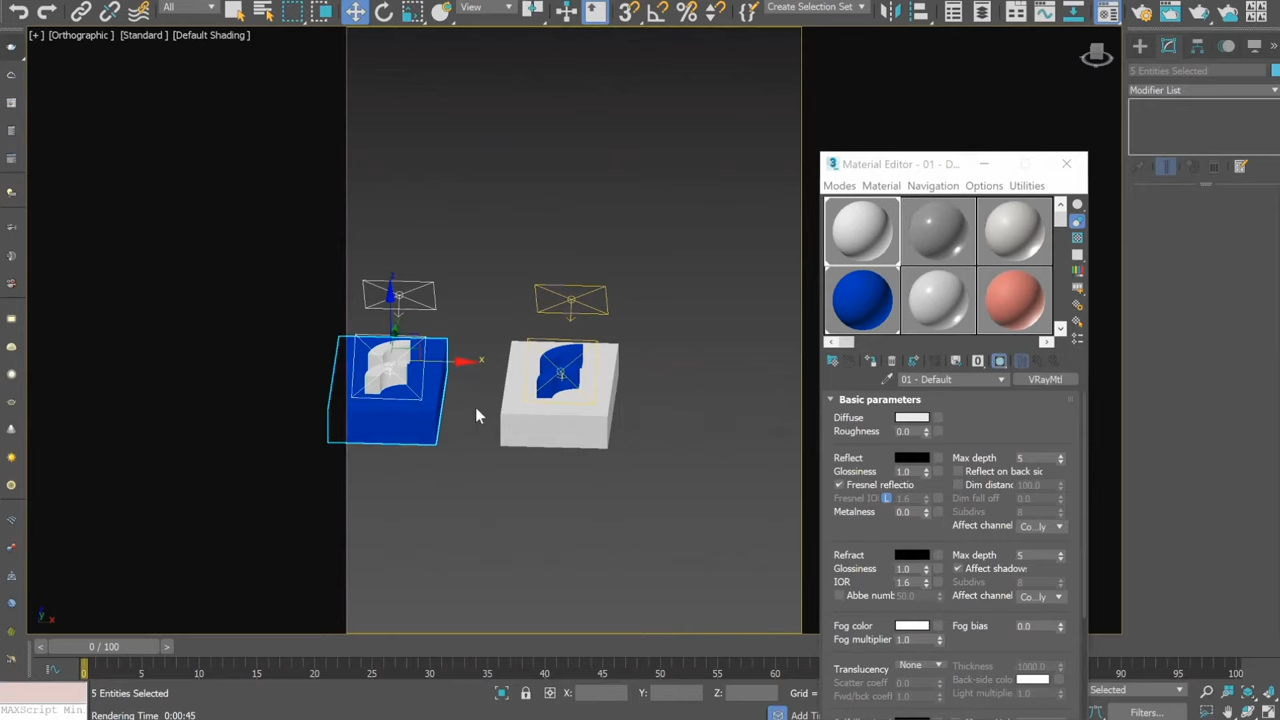 All
View
Create Selection Set
[+] [Orthographic] [Standard] [Default Shading]
5 Entities Selected
Modifier List
Material Editor - 01 - D...
Modes Material Navigation Options Utilities
01 - Default
VRayMtl
Basic parameters
Diffuse
Roughness 0.0
Reflect Max depth 5
Glossiness 1.0 Reflect on back sic
Fresnel reflectio Dim distanc 100.0
Fresnel IOI L 1.6 Dim fall off 0.0
Metalness 0.0 Subdivs 8
Affect channel Co...ly
Refract Max depth 5
Glossiness 1.0 Affect shadow
IOR 1.6 Subdivs 8
Abbe numb 50.0 Affect channel Co...ly
Fog color Fog bias 0.0
Fog multiplier 1.0
Translucency None Thickness 1000.0
Scatter coeff 0.0 Back-side color
Fwd/bck coeff 1.0 Light multiplier 1.0
z
x
y x
0 / 100
0 5 10 15 20 25 30 35 40 45 50 55 60 65 70 90 95 100
5 Entities Selected X: Y: Z: Grid = Selected
MAXScript Min
Rendering Time 0:00:45 Add Ti Filters...